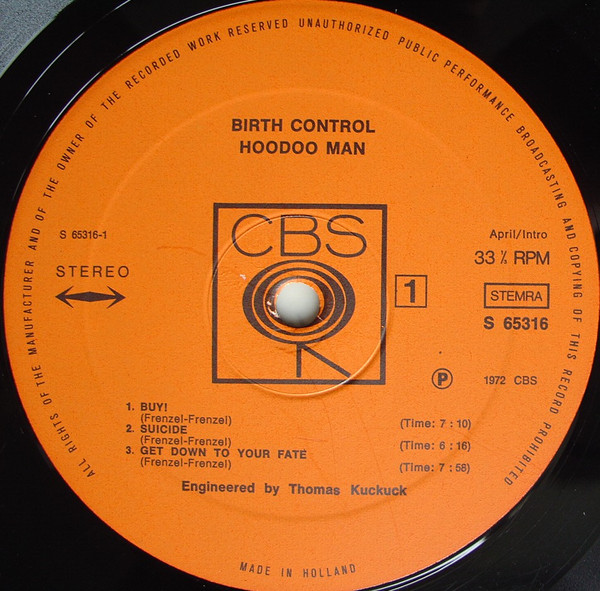 ALL RIGHTS OF THE MANUFACTURER AND OF THE OWNER OF THE RECORDED WORK RESERVED UNAUTHORIZED PUBLIC PERFORMANCE BROADCASTING AND COPYING OF THIS RECORD PROHIBITED
BIRTH CONTROL
HOODOO MAN
S 65316-1
STEREO
CBS
April/Intro
33 ⅓ RPM
1
STEMRA
S 65316
Ⓟ 1972 CBS
1. BUY!
(Frenzel-Frenzel) (Time: 7 : 10)
2. SUICIDE
(Frenzel-Frenzel) (Time: 6 : 16)
3. GET DOWN TO YOUR FATE
(Frenzel-Frenzel) (Time: 7 : 58)
Engineered by Thomas Kuckuck
MADE IN HOLLAND